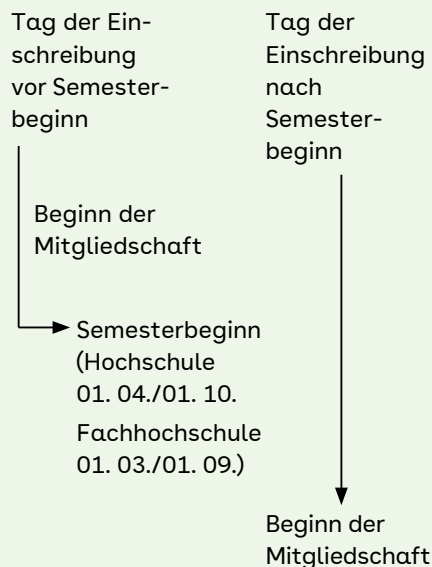 Tag der Ein-
schreibung
vor Semester-
beginn
Beginn der
Mitgliedschaft
Semesterbeginn
(Hochschule
01. 04./01. 10.
Fachhochschule
01. 03./01. 09.)
Tag der
Einschreibung
nach
Semester-
beginn
Beginn der
Mitgliedschaft